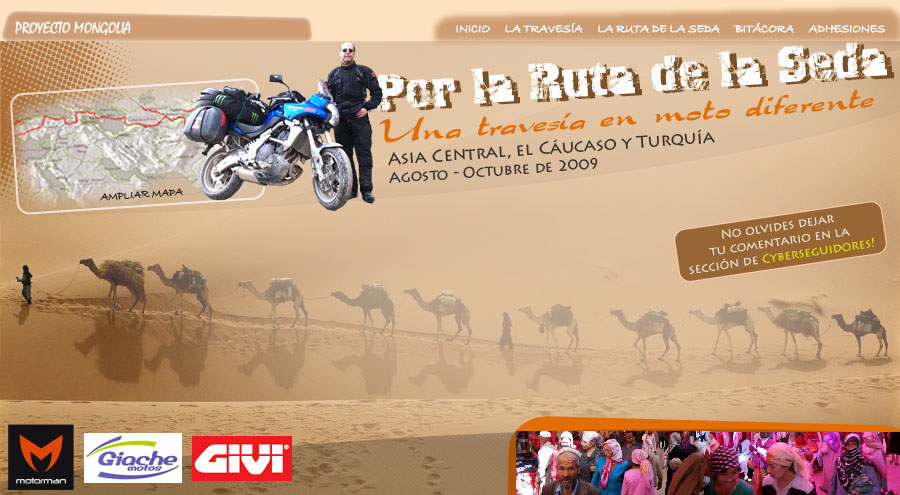 PROYECTO MONGOLIA
INICIO LA TRAVESÍA LA RUTA DE LA SEDA BITÁCORA ADHESIONES
Por la Ruta de la Seda
Una travesía en moto diferente
ASIA CENTRAL, EL CÁUCASO Y TURQUÍA
AGOSTO - OCTUBRE DE 2009
AMPLIAR MAPA
NO OLVIDES DEJAR
TU COMENTARIO EN LA
SECCIÓN DE CYBERSEGUIDORES!
motorman
Giache
motos
GIVI